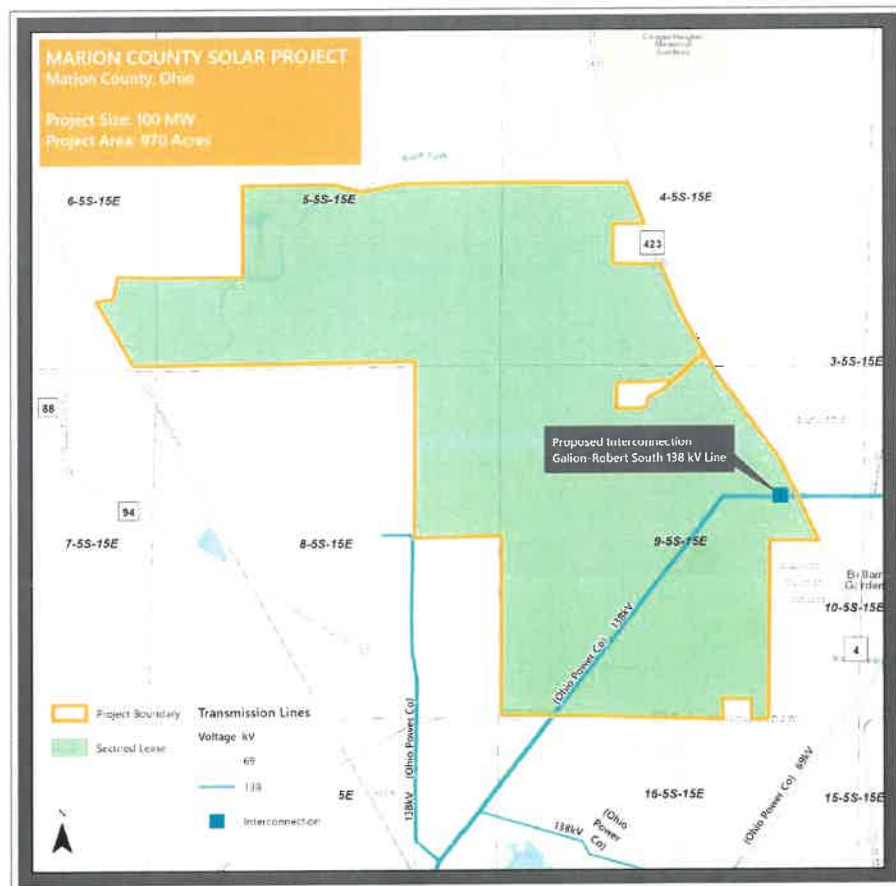 MARION COUNTY SOLAR PROJECT
Marion County, Ohio
Project Size: 100 MW
Project Area: 970 Acres
6-5S-15E
5-5S-15E
4-5S-15E
423
3-5S-15E
Proposed Interconnection
Galion-Robert South 138 kV Line
94
7-5S-15E
8-5S-15E
9-5S-15E
10-5S-15E
4
(Ohio Power Co) 138kV
138kV (Ohio Power Co)
Project Boundary
Secured Lease
Transmission Lines
Voltage kV
69
138
Interconnection
5E
16-5S-15E
15-5S-15E
138kV
(Ohio
Power
Co)
(Ohio Power Co) 69kV
N